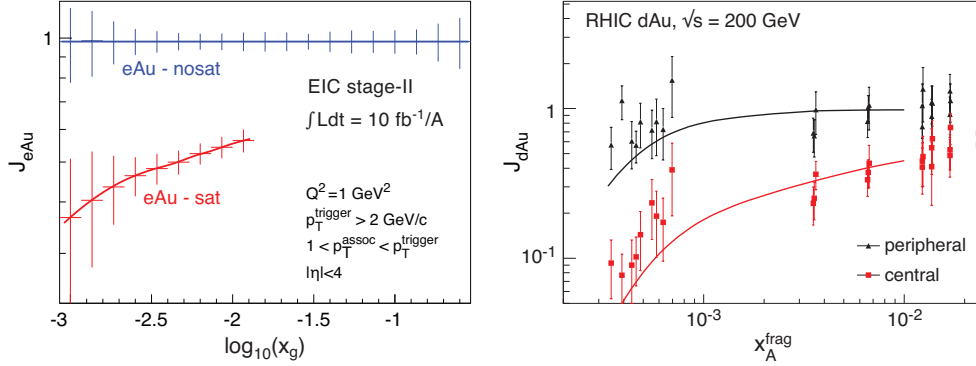 1
eAu - nosat
EIC stage-II
∫Ldt = 10 fb⁻¹/A
J_eAu
eAu - sat
Q²=1 GeV²
p_T^trigger > 2 GeV/c
1 < p_T^assoc < p_T^trigger
|η|<4
-3 -2.5 -2 -1.5 -1 -1
log₁₀(x_g)
RHIC dAu, √s = 200 GeV
1
J_dAu
10⁻¹
peripheral
central
10⁻³ 10⁻²
x_A^frag